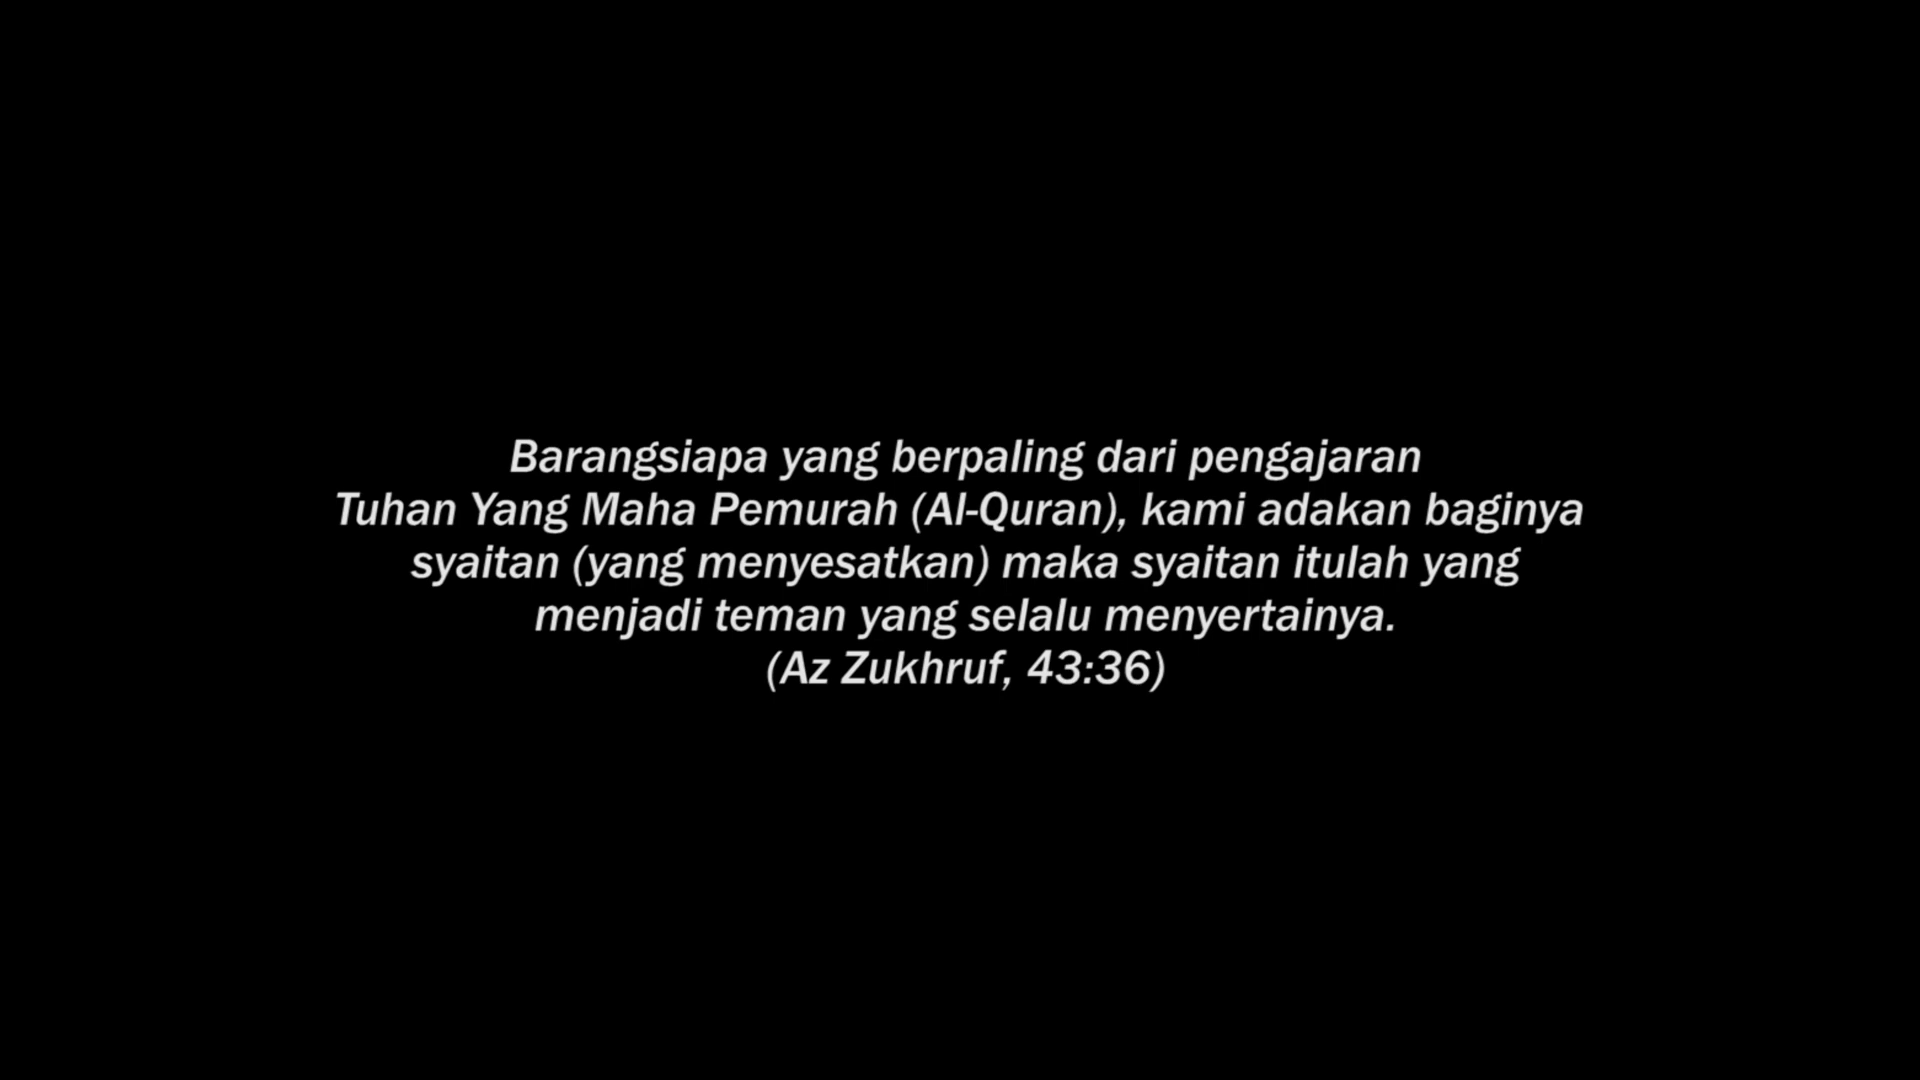 Barangsiapa yang berpaling dari pengajaran
Tuhan Yang Maha Pemurah (Al-Quran), kami adakan baginya
syaitan (yang menyesatkan) maka syaitan itulah yang
menjadi teman yang selalu menyertainya.
(Az Zukhruf, 43:36)